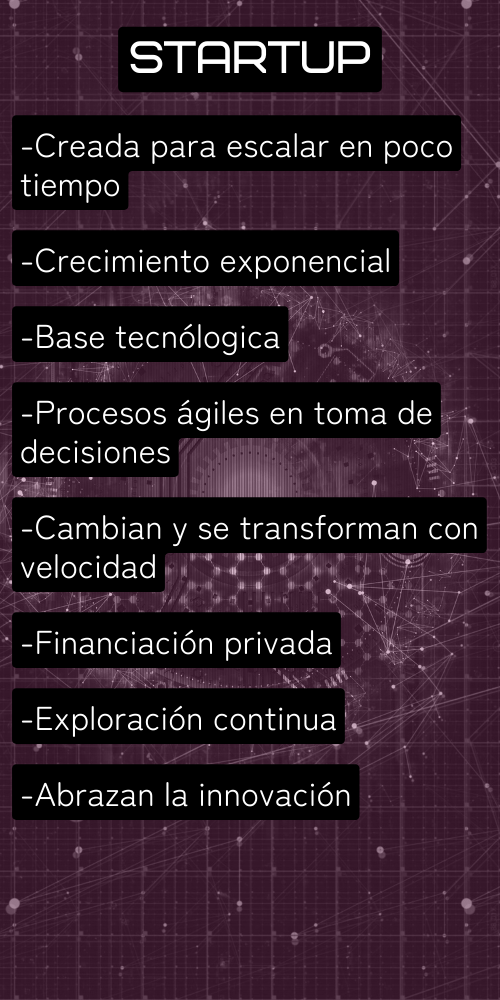 STARTUP
-Creada para escalar en poco
tiempo
-Crecimiento exponencial
-Base tecnólogica
-Procesos ágiles en toma de
decisiones
-Cambian y se transforman con
velocidad
-Financiación privada
-Exploración continua
-Abrazan la innovación